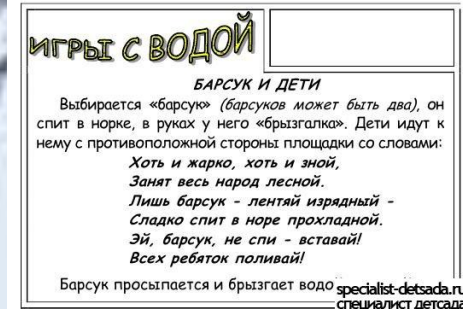 ИГРЫ С ВОДОЙ
БАРСУК И ДЕТИ
Выбирается «барсук» (барсуков может быть два), он
спит в норке, в руках у него «брызгалка». Дети идут к
нему с противоположной стороны площадки со словами:
Хоть и жарко, хоть и зной,
Занят весь народ лесной.
Лишь барсук - лентяй изрядный -
Сладко спит в норе прохладной.
Эй, барсук, не спи - вставай!
Всех ребяток поливай!
Барсук просыпается и брызгает водо
specialist-detsada.ru
специалист детсада